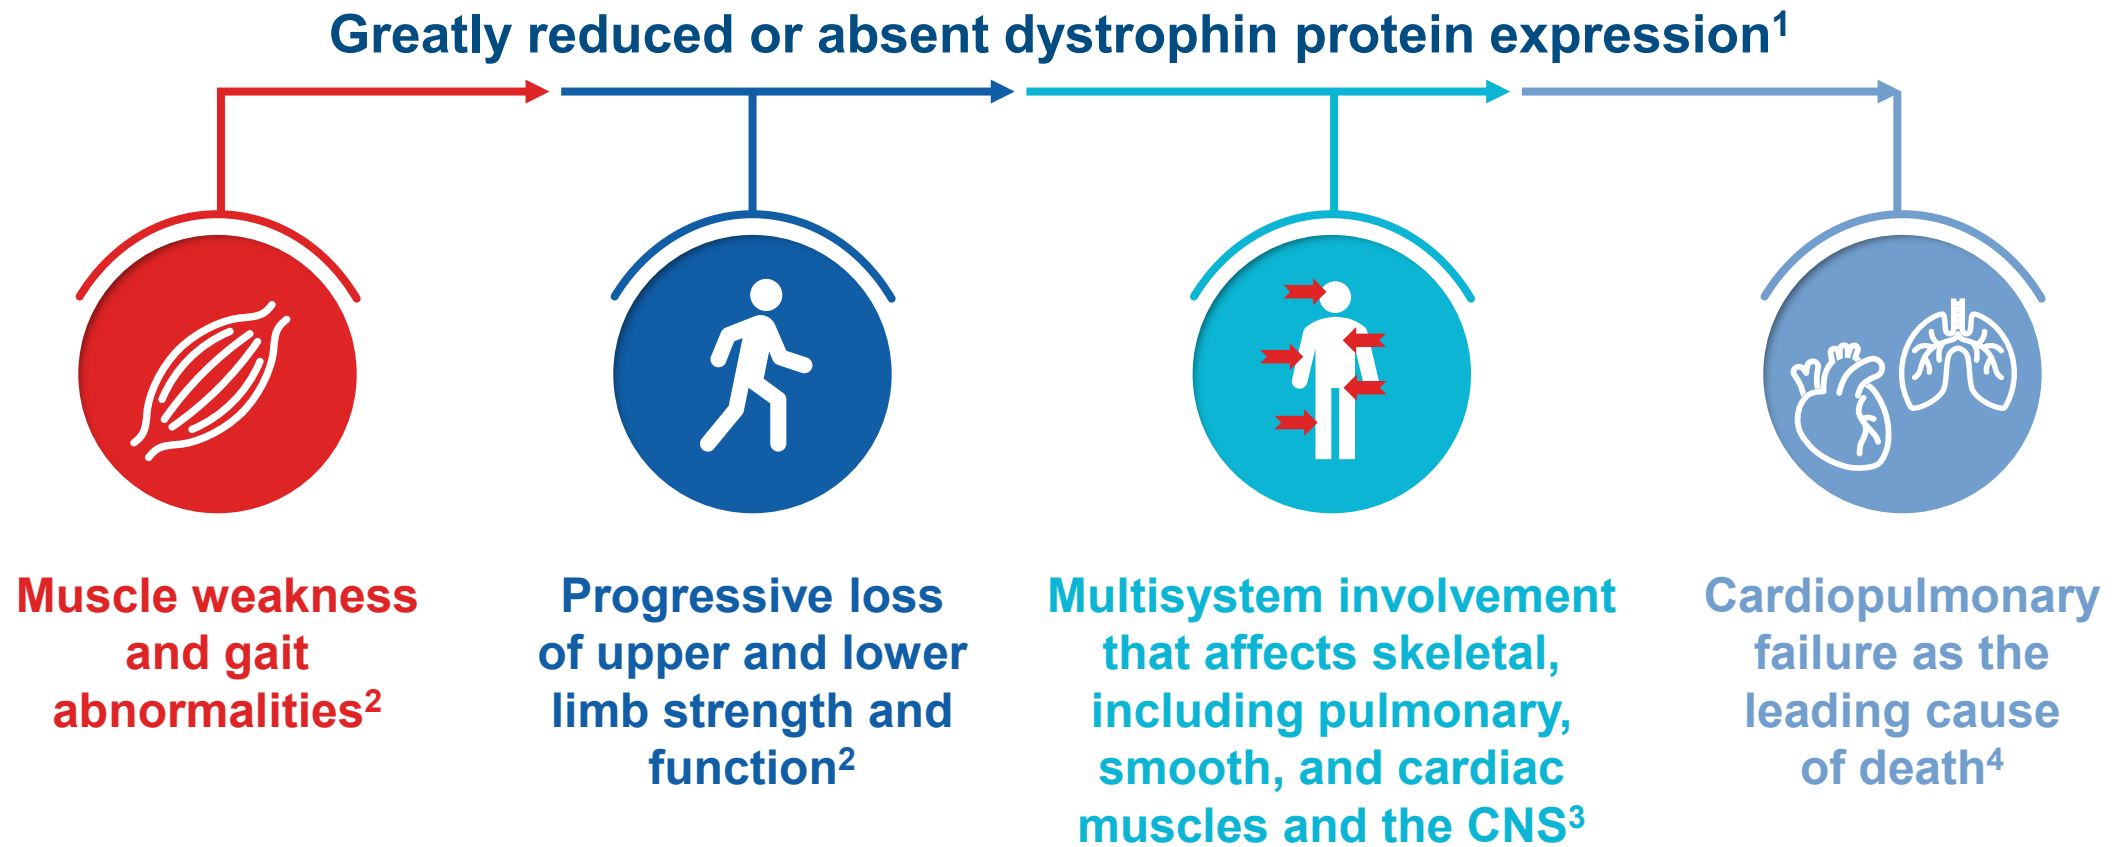 Greatly reduced or absent dystrophin protein expression¹
Muscle weakness
and gait
abnormalities²
Progressive loss
of upper and lower
limb strength and
function²
Multisystem involvement
that affects skeletal,
including pulmonary,
smooth, and cardiac
muscles and the CNS³
Cardiopulmonary
failure as the
leading cause
of death⁴